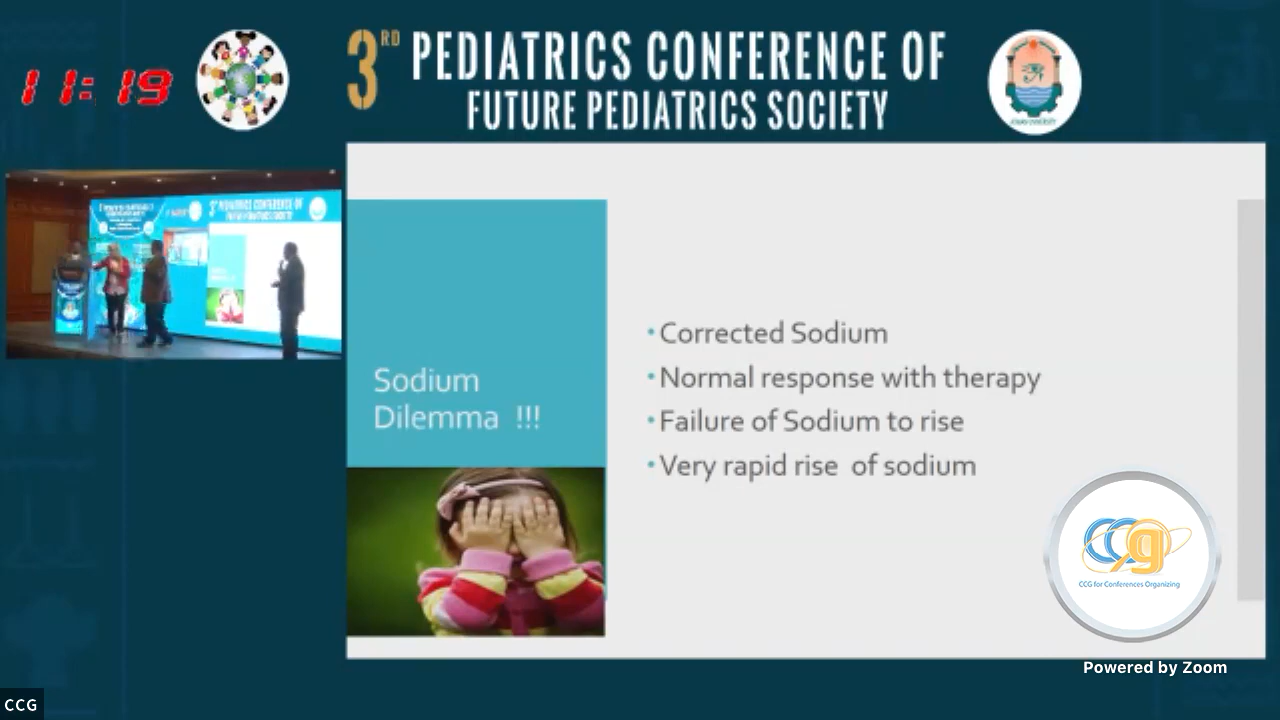 11:19
3RD PEDIATRICS CONFERENCE OF
FUTURE PEDIATRICS SOCIETY
Sodium
Dilemma !!!
•Corrected Sodium
•Normal response with therapy
•Failure of Sodium to rise
•Very rapid rise of sodium
CCg
CCG for Conferences Organizing
Powered by Zoom
CCG